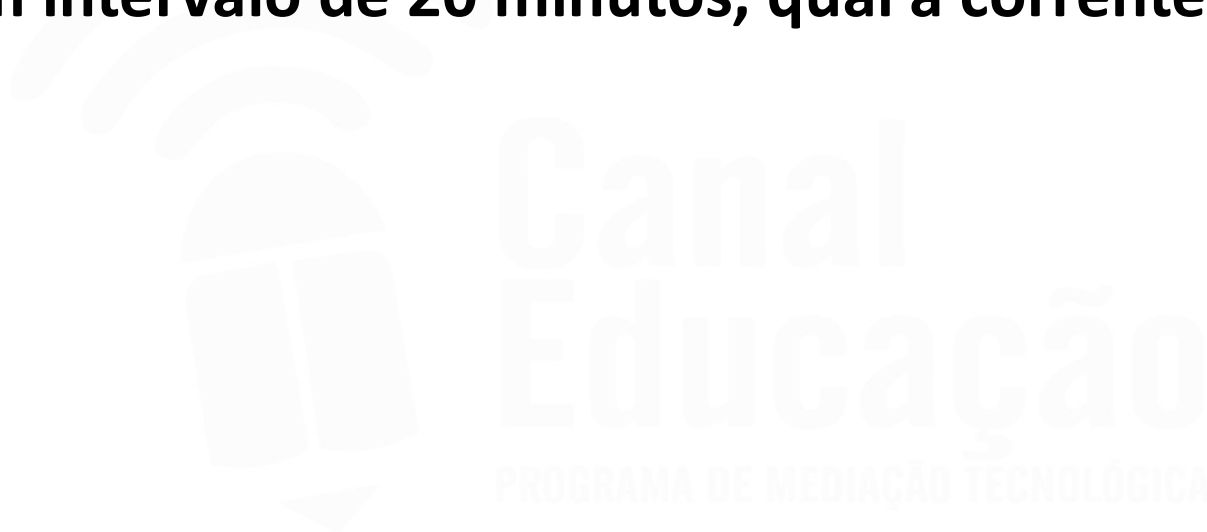 intervalo de 20 minutos, qual a corrente
Canal
Educação
PROGRAMA DE MEDIAÇÃO TECNOLÓGICA